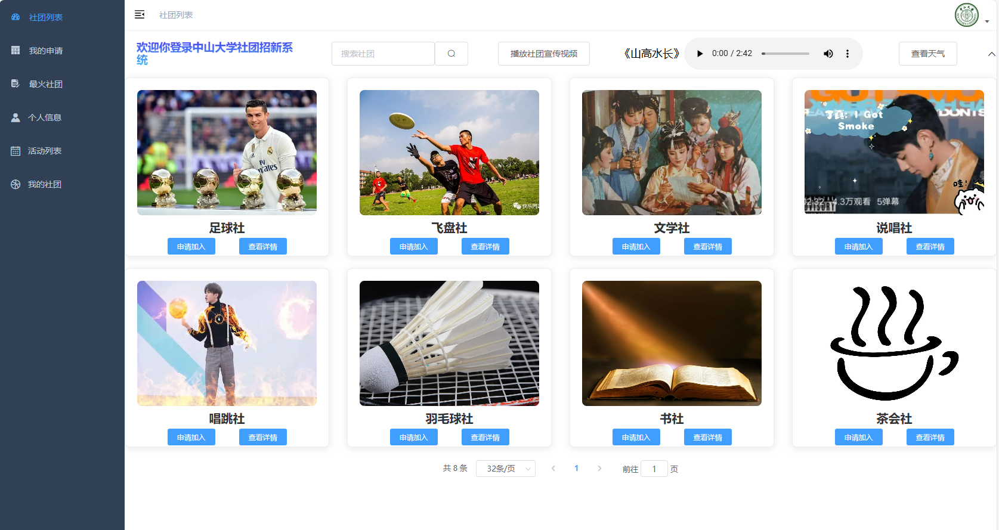 社团列表
我的申请
最火社团
个人信息
活动列表
我的社团
社团列表
欢迎你登录中山大学社团招新系
统
搜索社团
播放社团宣传视频
《山高水长》
0:00 / 2:42
查看天气
Fly
Emirates
快乐团
丁真: I Got
Smoke
哇!
4.3万观看 5弹幕
足球社
飞盘社
文学社
说唱社
申请加入 查看详情
申请加入 查看详情
申请加入 查看详情
申请加入 查看详情
唱跳社
羽毛球社
书社
茶会社
申请加入 查看详情
申请加入 查看详情
申请加入 查看详情
申请加入 查看详情
共 8 条 32条/页 1 前往 1 页